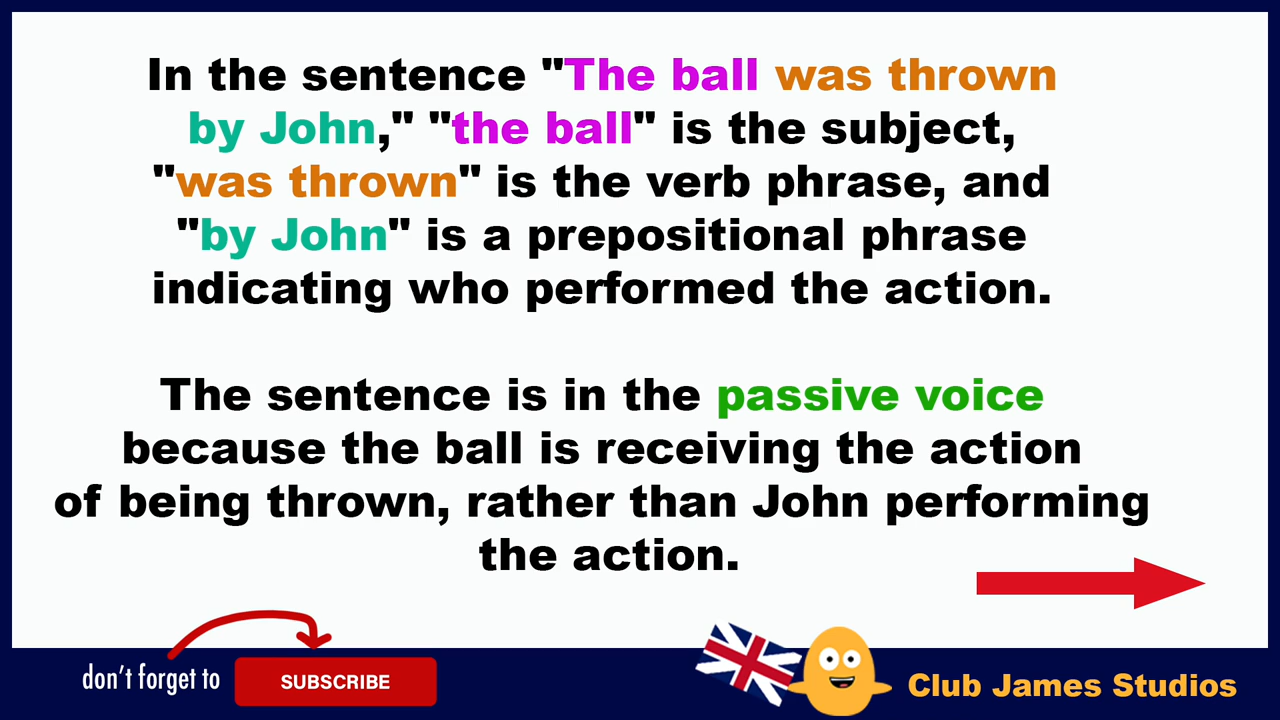 In the sentence "The ball was thrown
by John," "the ball" is the subject,
"was thrown" is the verb phrase, and
"by John" is a prepositional phrase
indicating who performed the action.
The sentence is in the passive voice
because the ball is receiving the action
of being thrown, rather than John performing
the action.
don't forget to
SUBSCRIBE
Club James Studios